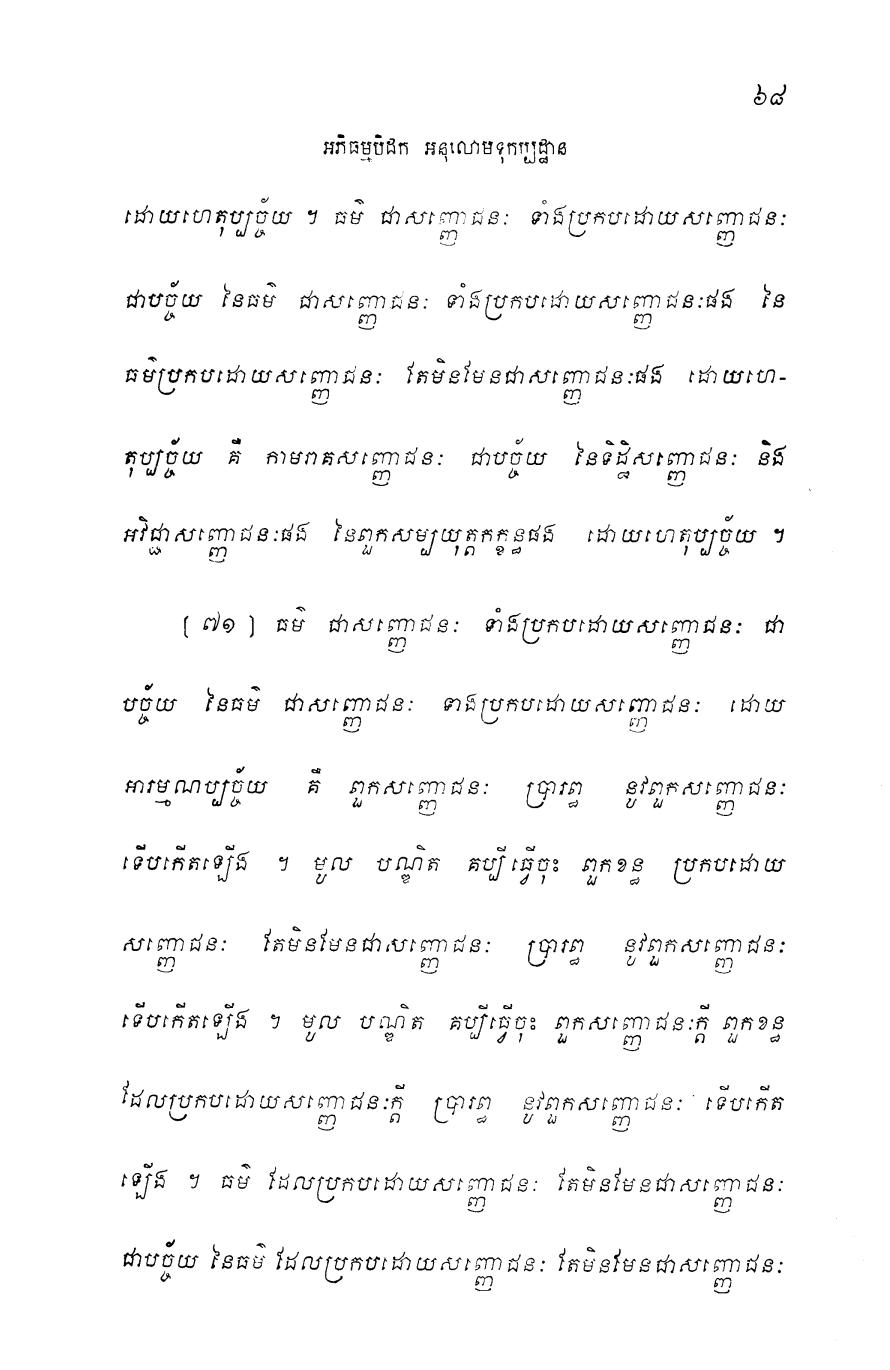 ៦៨
អភិធម្មបិដក អនុលោមទុកប្បដ្ឋាន
ដោយហេតុប្បច្ច័យ ។ ធម៌ ជាសញ្ញោជនៈ ទាំងប្រកបដោយសញ្ញោជនៈ
ជាបច្ច័យ នៃធម៌ ជាសញ្ញោជនៈ ទាំងប្រកបដោយសញ្ញោជនៈផង នៃ
ធម៌ប្រកបដោយសញ្ញោជនៈ តែមិនមែនជាសញ្ញោជនៈផង ដោយហេ-
តុប្បច្ច័យ គឺ កាមរាគសញ្ញោជនៈ ជាបច្ច័យ នៃទិដ្ឋិសញ្ញោជនៈ និង
អវិជ្ជាសញ្ញោជនៈផង នៃពួកសម្បយុត្តកក្ខន្ធផង ដោយហេតុប្បច្ច័យ ។
[ ៧១ ] ធម៌ ជាសញ្ញោជនៈ ទាំងប្រកបដោយសញ្ញោជនៈ ជា
បច្ច័យ នៃធម៌ ជាសញ្ញោជនៈ ទាំងប្រកបដោយសញ្ញោជនៈ ដោយ
អារម្មណប្បច្ច័យ គឺ ពួកសញ្ញោជនៈ ប្រារព្ធ នូវពួកសញ្ញោជនៈ
ទើបកើតឡើង ។ មូល បណ្ឌិត គប្បីធ្វើចុះ ពួកខន្ធ ប្រកបដោយ
សញ្ញោជនៈ តែមិនមែនជាសញ្ញោជនៈ ប្រារព្ធ នូវពួកសញ្ញោជនៈ
ទើបកើតឡើង ។ មូល បណ្ឌិត គប្បីធ្វើចុះ ពួកសញ្ញោជនៈក្តី ពួកខន្ធ
ដែលប្រកបដោយសញ្ញោជនៈក្តី ប្រារព្ធ នូវពួកសញ្ញោជនៈ ទើបកើត
ឡើង ។ ធម៌ ដែលប្រកបដោយសញ្ញោជនៈ តែមិនមែនជាសញ្ញោជនៈ
ជាបច្ច័យ នៃធម៌ ដែលប្រកបដោយសញ្ញោជនៈ តែមិនមែនជាសញ្ញោជនៈ